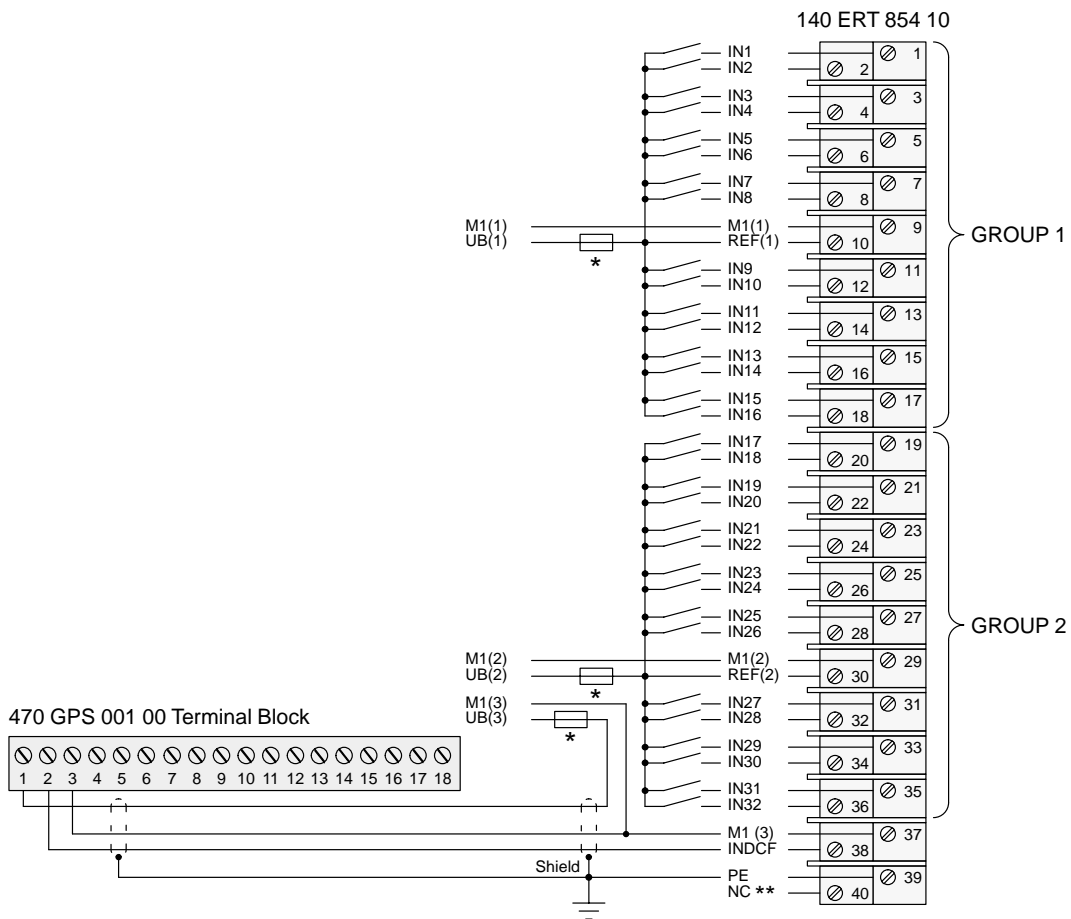 140 ERT 854 10
IN1 1
IN2 2
IN3 3
IN4 4
IN5 5
IN6 6
IN7 7
IN8 8
M1(1) M1(1) 9
UB(1) REF(1) 10
*
GROUP 1
IN9 11
IN10 12
IN11 13
IN12 14
IN13 15
IN14 16
IN15 17
IN16 18
IN17 19
IN18 20
IN19 21
IN20 22
IN21 23
IN22 24
IN23 25
IN24 26
IN25 27
IN26 28
GROUP 2
M1(2) M1(2) 29
UB(2) REF(2) 30
*
M1(3) IN27 31
UB(3) IN28 32
*
470 GPS 001 00 Terminal Block
IN29 33
IN30 34
1 2 3 4 5 6 7 8 9 10 11 12 13 14 15 16 17 18
IN31 35
IN32 36
M1 (3) 37
INDCF 38
Shield
PE 39
NC ** 40